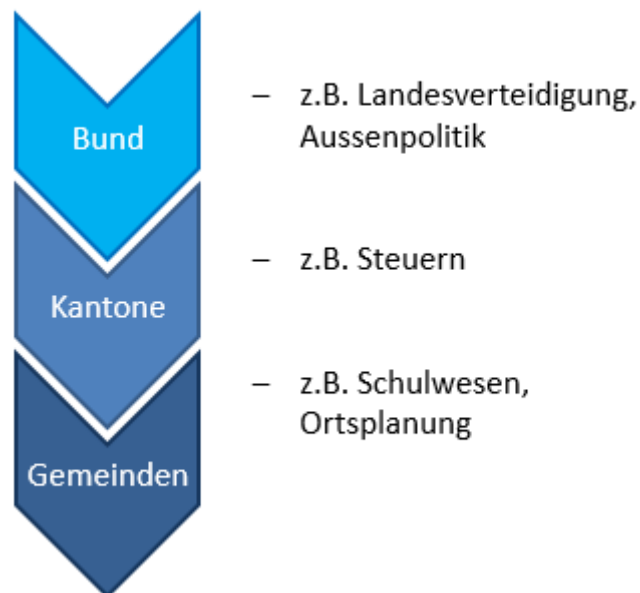 Bund
– z.B. Landesverteidigung,
Aussenpolitik
Kantone
– z.B. Steuern
Gemeinden
– z.B. Schulwesen,
Ortsplanung